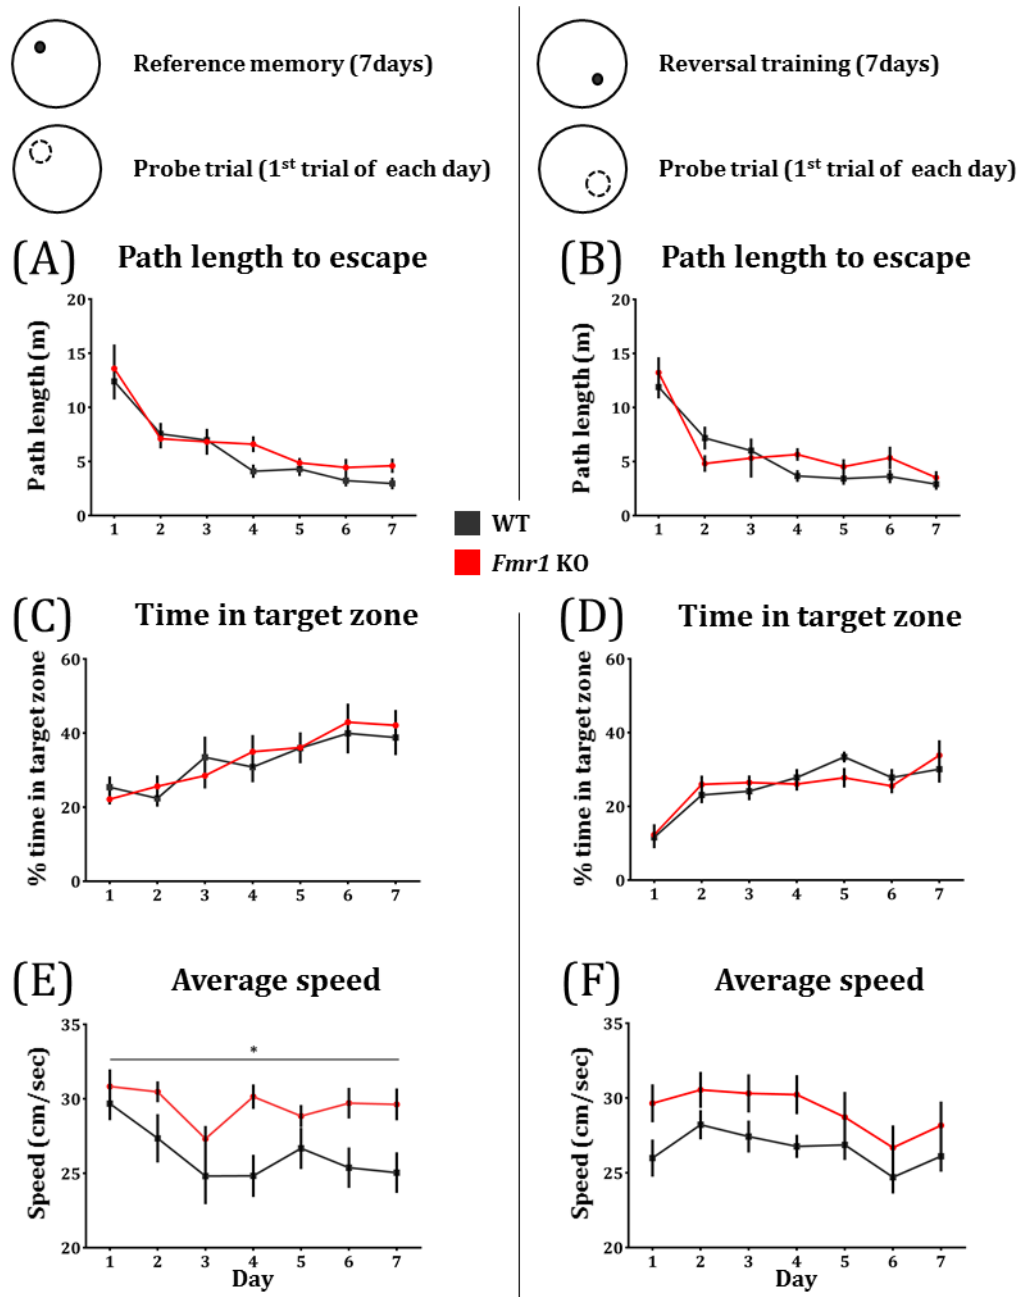 Reference memory (7days)
Reversal training (7days)
Probe trial (1st trial of each day)
Probe trial (1st trial of each day)
(A) Path length to escape
Path length (m)
20
15
10
5
0
1 2 3 4 5 6 7
(B) Path length to escape
Path length (m)
20
15
10
5
0
1 2 3 4 5 6 7
WT
Fmr1 KO
(C) Time in target zone
% time in target zone
60
40
20
0
1 2 3 4 5 6 7
(D) Time in target zone
% time in target zone
60
40
20
0
1 2 3 4 5 6 7
(E) Average speed
Speed (cm/sec)
35
30
25
20
*
1 2 3 4 5 6 7
Day
(F) Average speed
Speed (cm/sec)
35
30
25
20
1 2 3 4 5 6 7
Day